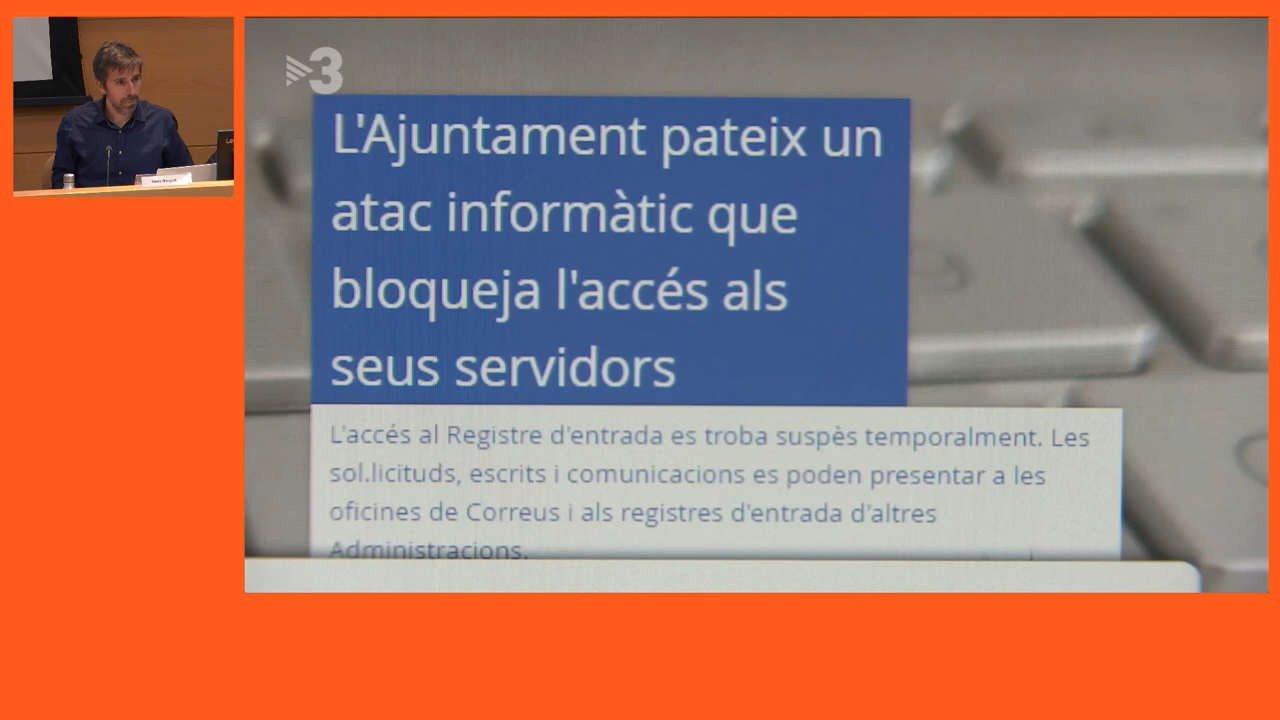 3
L'Ajuntament pateix un
atac informàtic que
bloqueja l'accés als
seus servidors
L'accés al Registre d'entrada es troba suspès temporalment. Les
sol.licituds, escrits i comunicacions es poden presentar a les
oficines de Correus i als registres d'entrada d'altres
Administracions.